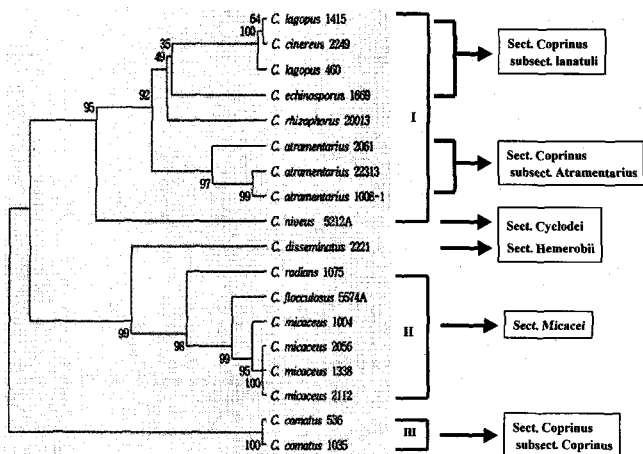 64
C. lagopus 1415
100
C. cinereus 2249
35
C. lagopus 460
49
C. echinosporus 1669
92
C. rhizophorus 20013
95
C. atramentarius 2061
97
C. atramentarius 22313
99
C. atramentarius 1008-1
C. niveus 5212A
C. disseminatus 2221
C. radians 1075
C. flocculosus 5574A
99
98
C. micaceus 1004
99
C. micaceus 2056
95
C. micaceus 1338
100
C. micaceus 2112
C. comatus 536
100
C. comatus 1035
I
II
III
Sect. Coprinus
subsect. lanatuli
Sect. Coprinus
subsect. Atramentarius
Sect. Cyclodei
Sect. Hemerobii
Sect. Micacei
Sect. Coprinus
subsect. Coprinus